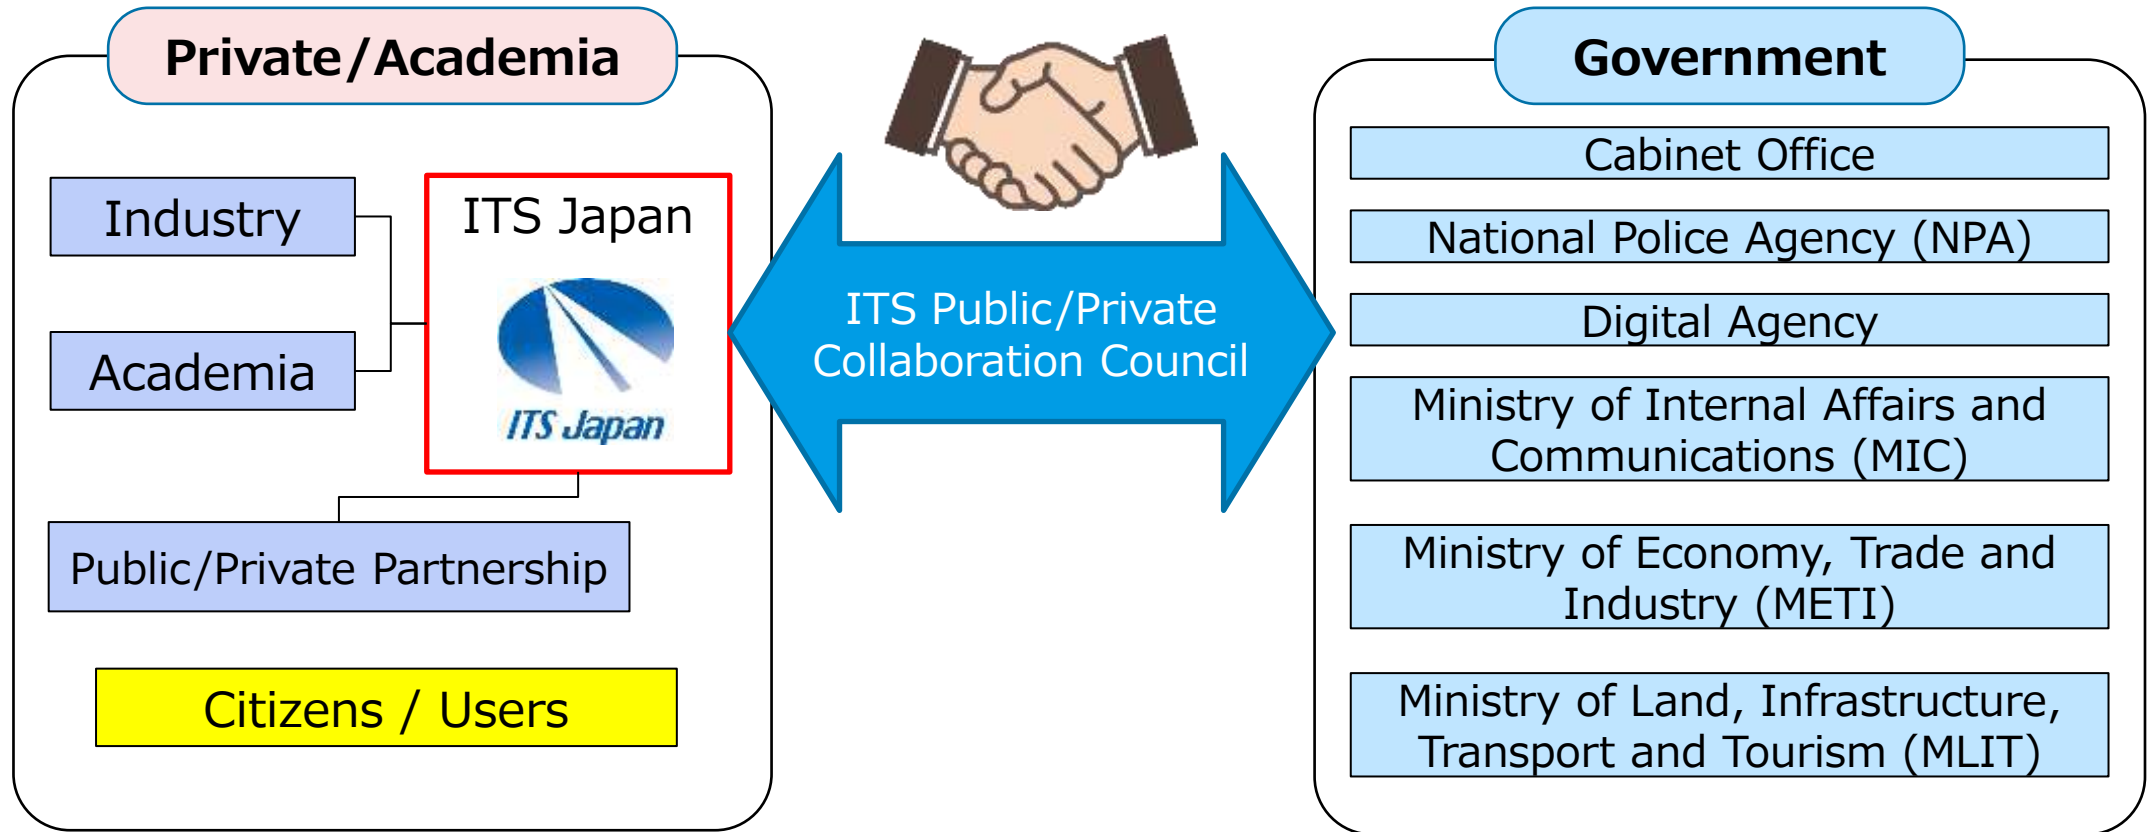 Private/Academia
Industry
Academia
ITS Japan
ITS Japan
Public/Private Partnership
Citizens / Users
ITS Public/Private
Collaboration Council
Government
Cabinet Office
National Police Agency (NPA)
Digital Agency
Ministry of Internal Affairs and
Communications (MIC)
Ministry of Economy, Trade and
Industry (METI)
Ministry of Land, Infrastructure,
Transport and Tourism (MLIT)